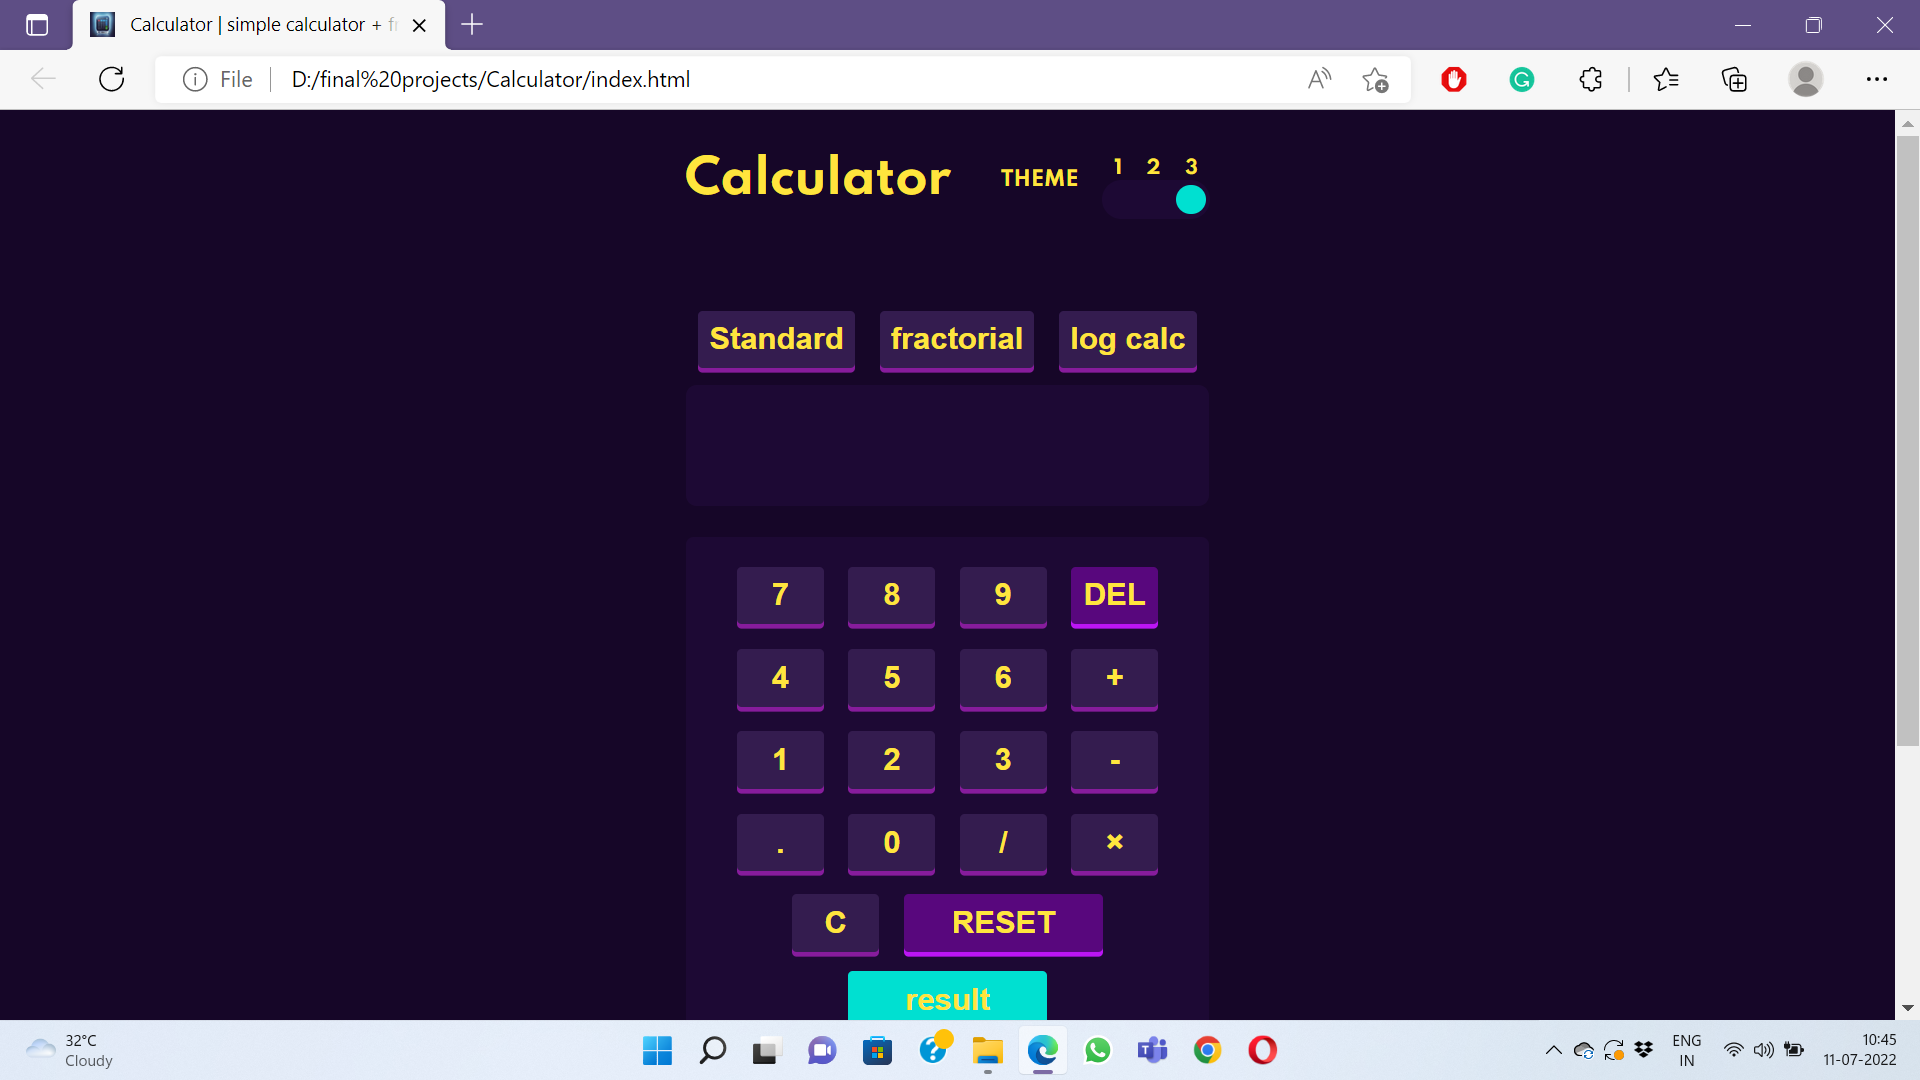 Calculator | simple calculator + fr
File
D:/final%20projects/Calculator/index.html
Calculator
THEME
1 2 3
Standard fractorial log calc
7 8 9 DEL
4 5 6 +
1 2 3 -
. 0 / ×
C RESET
result
32°C
Cloudy
ENG
IN
10:45
11-07-2022